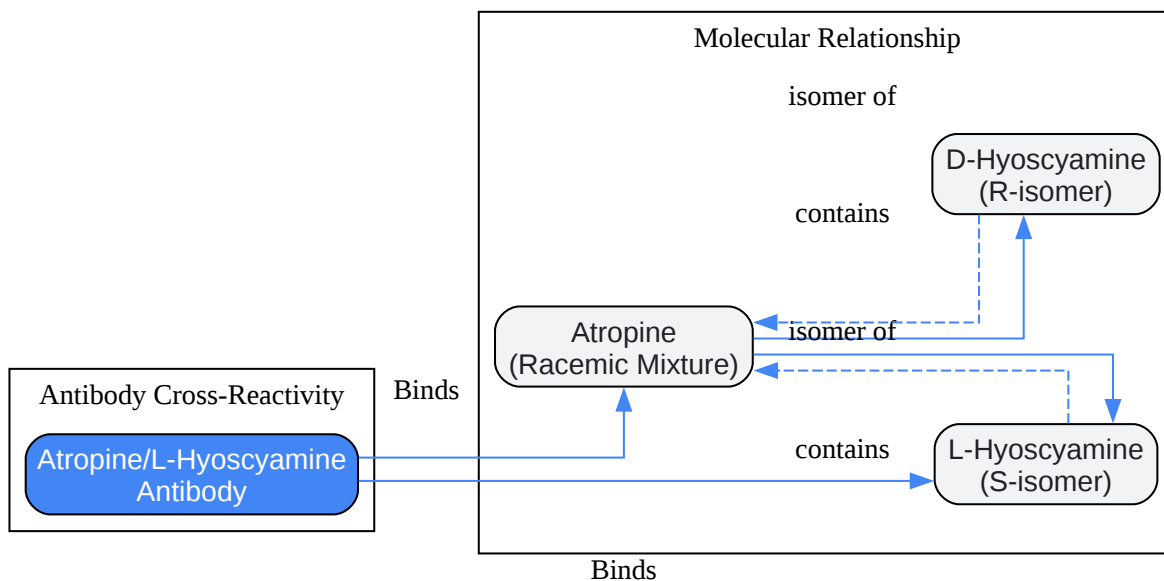 Molecular Relationship
isomer of
D-Hyoscyamine
(R-isomer)
contains
Atropine
(Racemic Mixture)
isomer of
Antibody Cross-Reactivity
Binds
Atropine/L-Hyoscyamine
Antibody
contains
L-Hyoscyamine
(S-isomer)
Binds